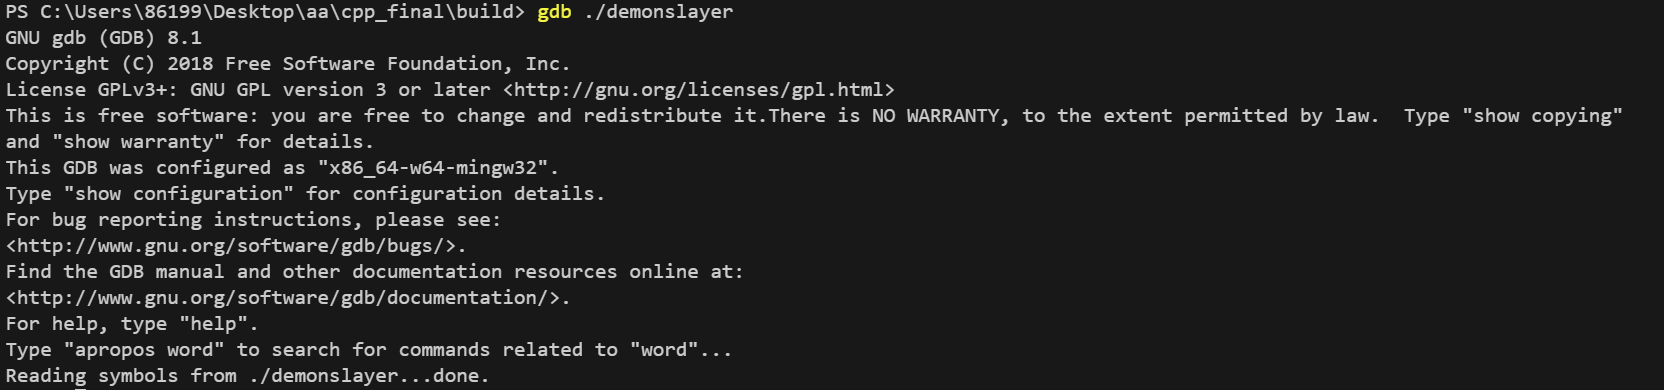 PS C:\Users\86199\Desktop\aa\cpp_final\build> gdb ./demonslayer
GNU gdb (GDB) 8.1
Copyright (C) 2018 Free Software Foundation, Inc.
License GPLv3+: GNU GPL version 3 or later <http://gnu.org/licenses/gpl.html>
This is free software: you are free to change and redistribute it.There is NO WARRANTY, to the extent permitted by law.  Type "show copying"
and "show warranty" for details.
This GDB was configured as "x86_64-w64-mingw32".
Type "show configuration" for configuration details.
For bug reporting instructions, please see:
<http://www.gnu.org/software/gdb/bugs/>.
Find the GDB manual and other documentation resources online at:
<http://www.gnu.org/software/gdb/documentation/>.
For help, type "help".
Type "apropos word" to search for commands related to "word"...
Reading symbols from ./demonslayer...done.